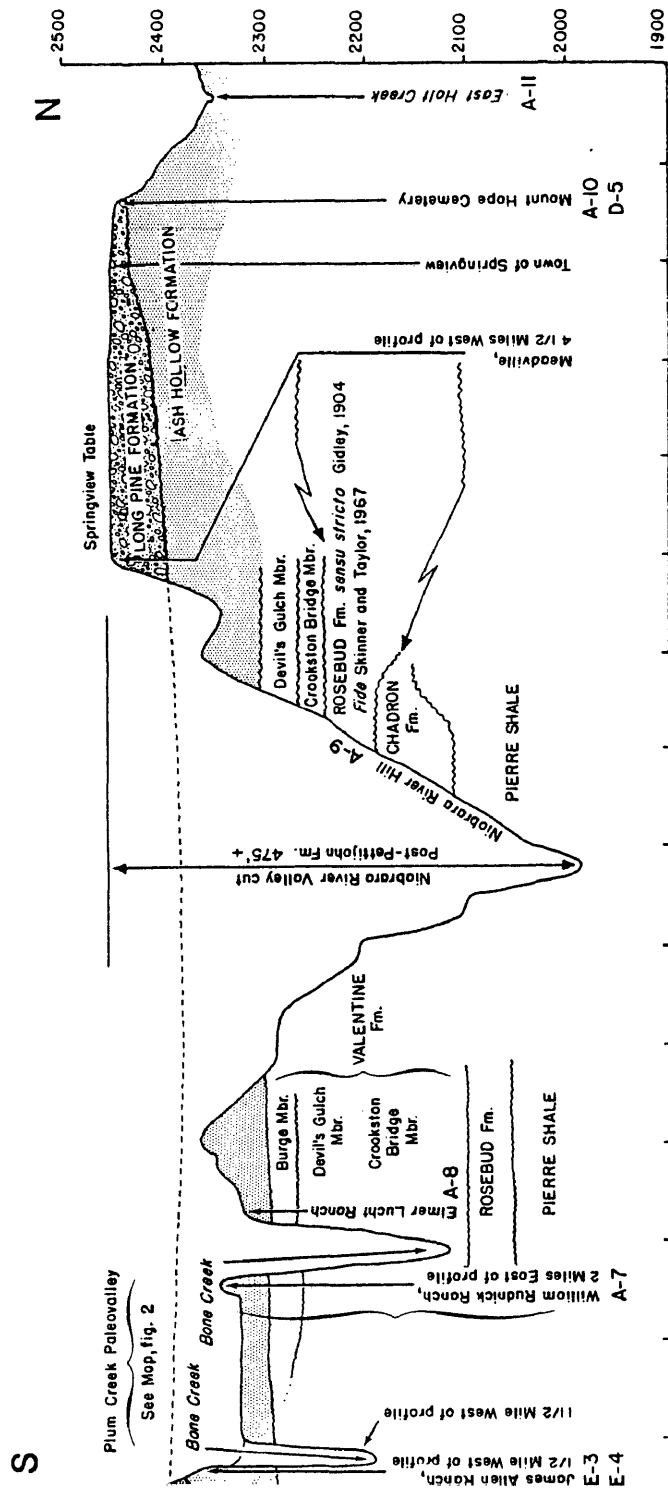 S
N
Plum Creek Paleovalley
See Map, fig. 2
Springview Table
LONG PINE FORMATION
ASH HOLLOW FORMATION
2500
2400
2300
2200
2100
2000
1900
Bone Creek
Bone Creek
Burge Mbr.
Devil's Gulch
Mbr.
Crookston
Bridge
Mbr.
VALENTINE
Fm.
ROSEBUD Fm.
PIERRE SHALE
Niobrara River Valley cut
Post-Pettijohn Fm. 475'+
Niobrara River Hill
A-9
Devil's Gulch Mbr.
Crookston Bridge Mbr.
ROSEBUD Fm. sensu stricto Gidley, 1904
Fide Skinner and Taylor, 1967
CHADRON
Fm.
PIERRE SHALE
James Allen Ranch,
1/2 Mile West of profile
E-3
E-4
1 1/2 Mile West of profile
William Rudnick Ranch,
2 Miles East of profile
A-7
Elmer Lucht Ranch
A-8
Meadville,
4 1/2 Miles West of profile
Town of Springview
Mount Hope Cemetery
A-10
D-5
East Holt Creek
A-11